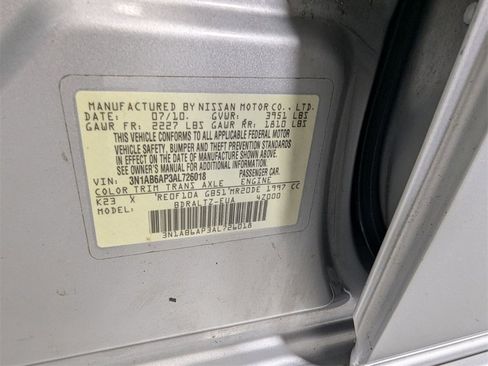 MANUFACTURED BY NISSAN MOTOR CO., LTD.
DATE: 07/10 GVWR: 3951 LBS
GAWR FR: 2227 LBS GAWR RR: 1810 LBS
THIS VEHICLE CONFORMS TO ALL APPLICABLE FEDERAL MOTOR
VEHICLE SAFETY, BUMPER, AND THEFT PREVENTION STANDARDS
IN EFFECT ON THE DATE OF MANUFACTURE SHOWN ABOVE.
SEE OWNER'S MANUAL FOR FURTHER INFORMATION.
VIN: 3N1AB6AP3AL726018 PASSENGER CAR.
COLOR TRIM TRANS AXLE ENGINE
K23 X RE0F10A GB51 MR20DE 1997 CC
MODEL: BDRALTZ-EUA 4Z000
3N1AB6AP3AL726018